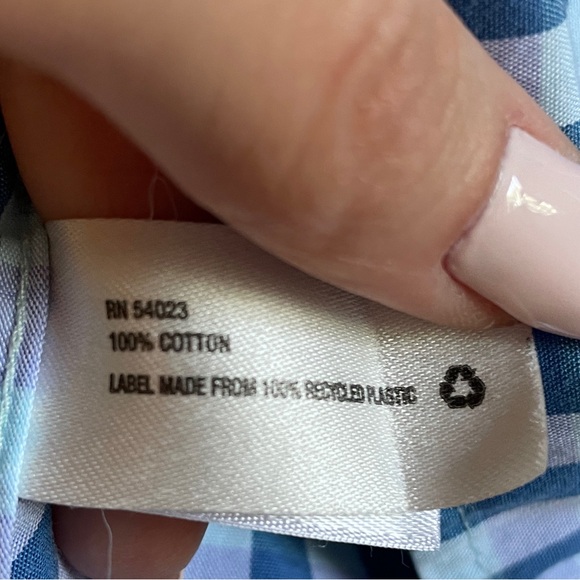 RN 54023
100% COTTON
LABEL MADE FROM 100% RECYCLED PLASTIC